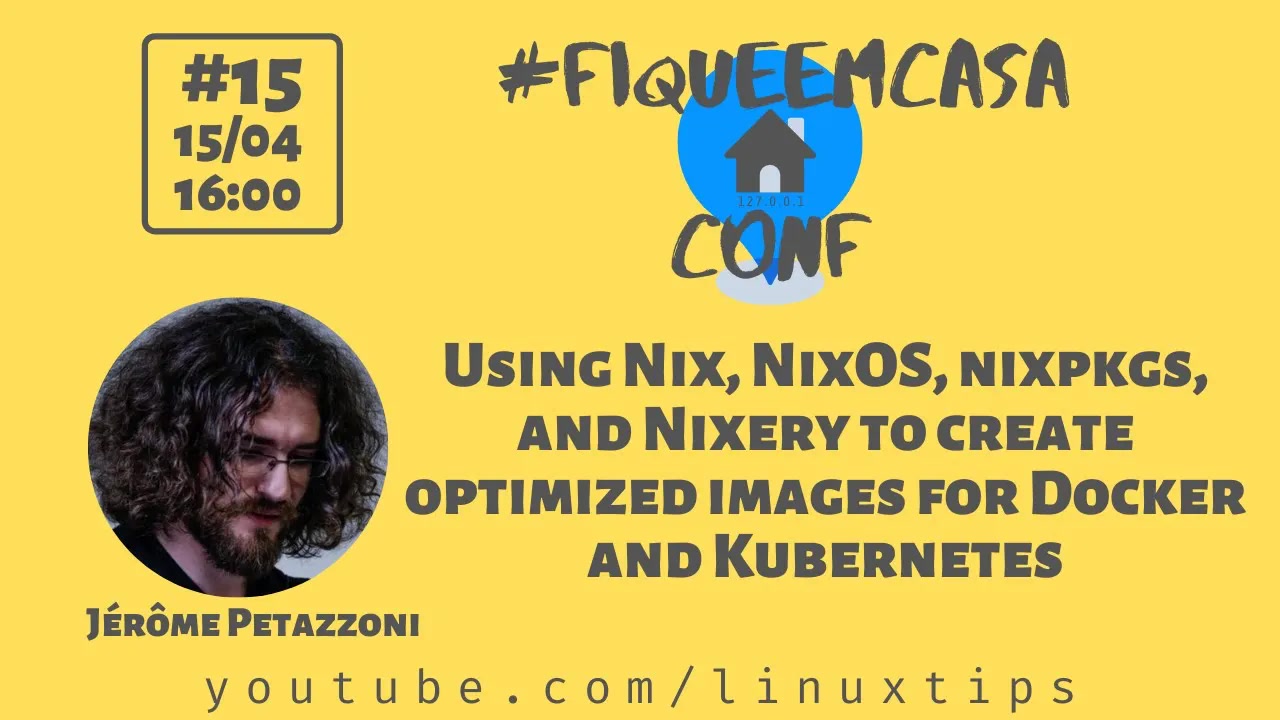 #15
15/04
16:00
#FIQUEEMCASA
127.0.0.1
CONF
Using Nix, NixOS, nixpkgs,
and Nixery to create
optimized images for Docker
and Kubernetes
Jérôme Petazzoni
youtube.com/linuxtips